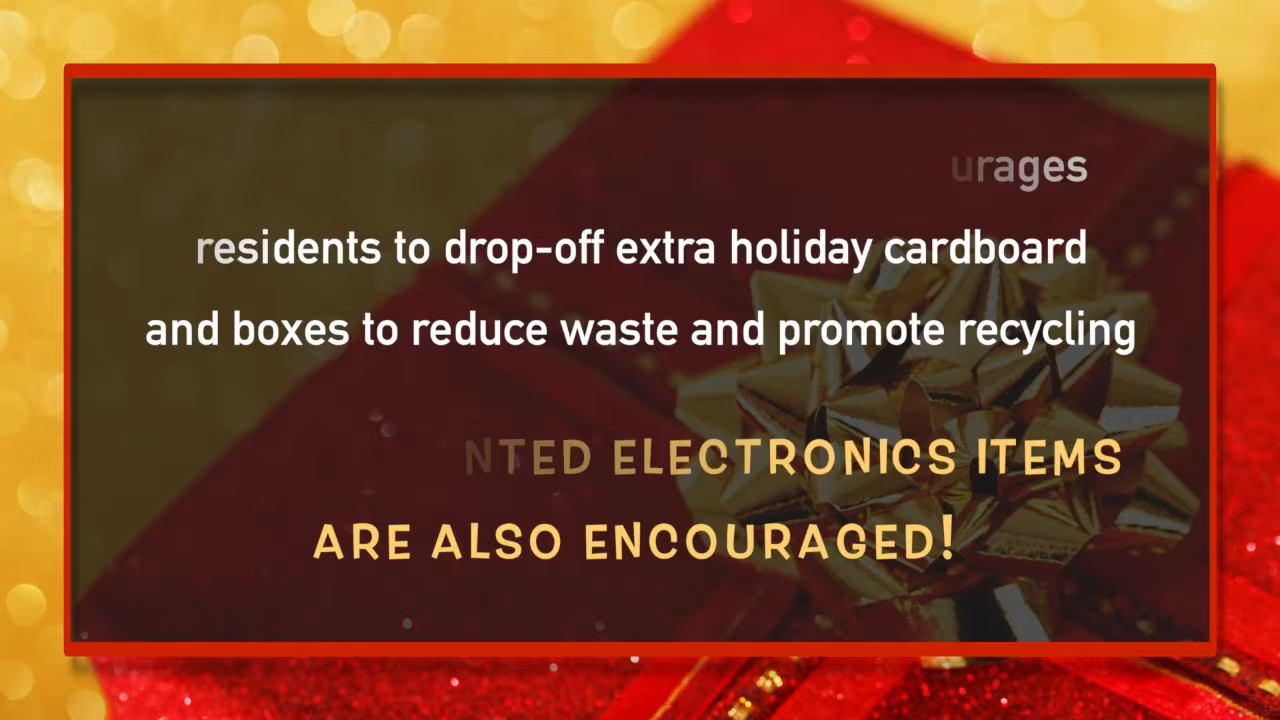 urages
residents to drop-off extra holiday cardboard
and boxes to reduce waste and promote recycling
NTED ELECTRONICS ITEMS
ARE ALSO ENCOURAGED!